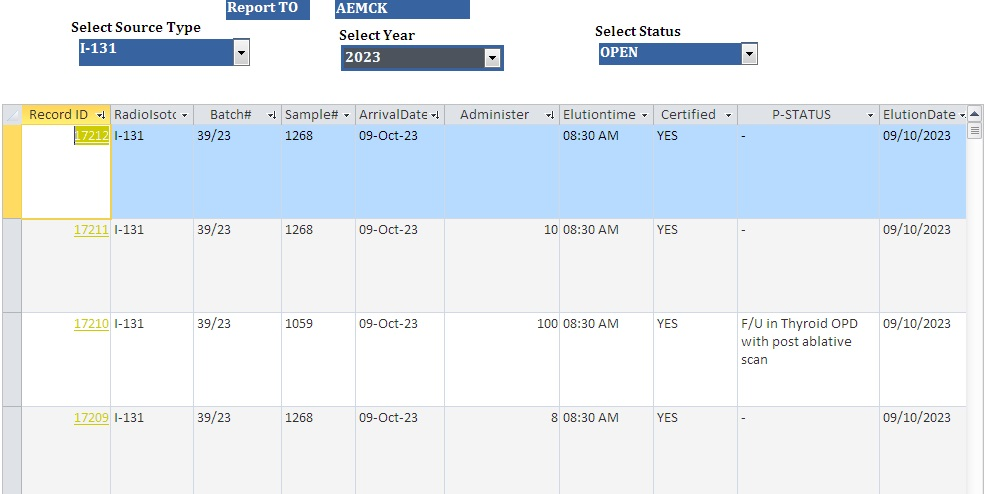 Report TO AEMCK
Select Source Type Select Year Select Status
I-131 2023 OPEN
Record ID RadioIsotc Batch# Sample# ArrivalDate Administer Elutiontime Certified P-STATUS ElutionDate
17212 I-131 39/23 1268 09-Oct-23 08:30 AM YES - 09/10/2023
17211 I-131 39/23 1268 09-Oct-23 10 08:30 AM YES - 09/10/2023
17210 I-131 39/23 1059 09-Oct-23 100 08:30 AM YES F/U in Thyroid OPD 09/10/2023
with post ablative
scan
17209 I-131 39/23 1268 09-Oct-23 8 08:30 AM YES - 09/10/2023